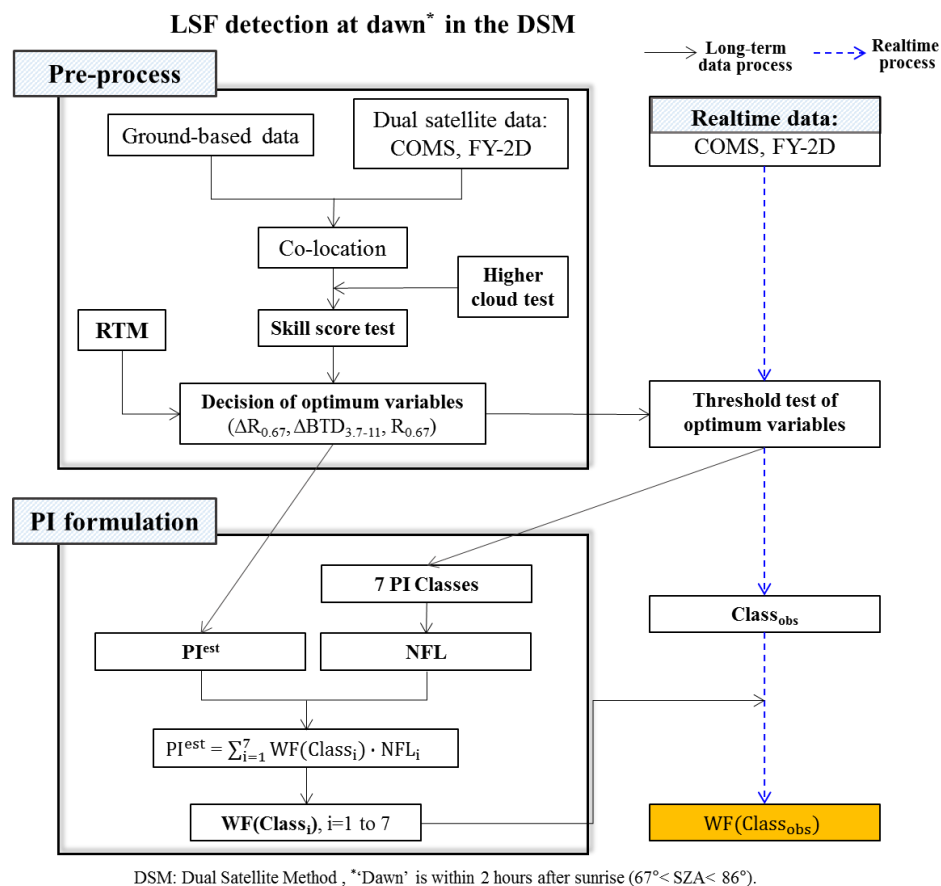 LSF detection at dawn* in the DSM
Long-term
data process
Realtime
process
Pre-process
Ground-based data
Dual satellite data:
COMS, FY-2D
Realtime data:
COMS, FY-2D
Co-location
Higher
cloud test
RTM
Skill score test
Decision of optimum variables
(ΔR0.67, ΔBTD3.7-11, R0.67)
Threshold test of
optimum variables
PI formulation
7 PI Classes
Classobs
PIest
NFL
PIest = ∑7i=1 WF(Classi) · NFLi
WF(Classi), i=1 to 7
WF(Classobs)
DSM: Dual Satellite Method , *‘Dawn’ is within 2 hours after sunrise (67°< SZA< 86°).